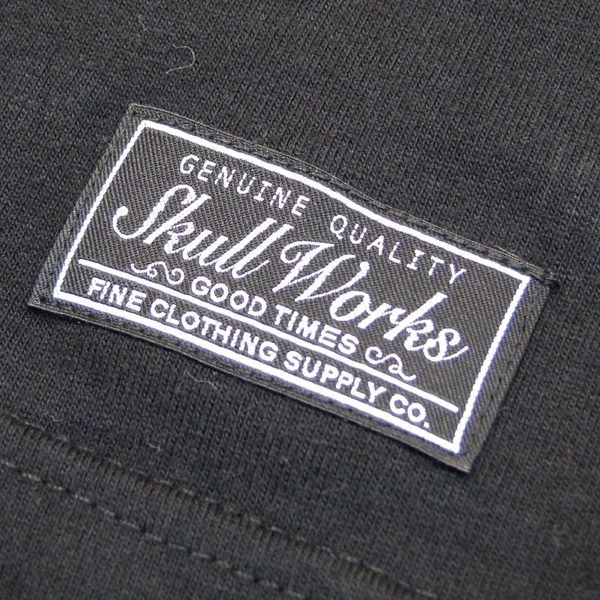 GENUINE QUALITY
Skull Works
GOOD TIMES
FINE CLOTHING SUPPLY CO.